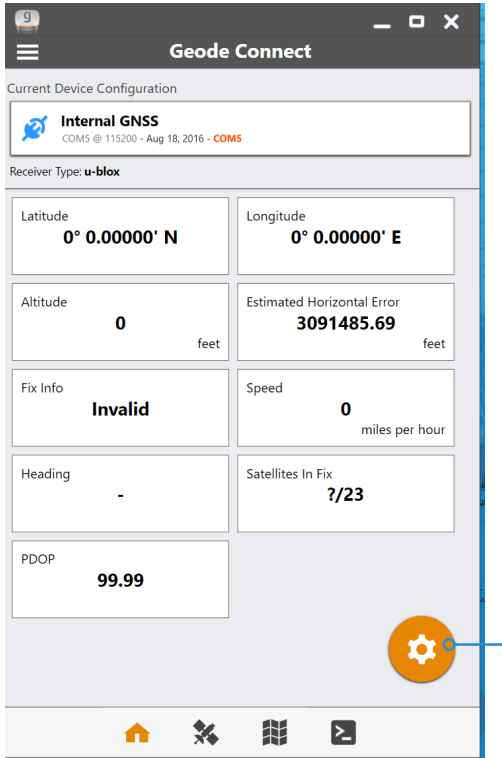 9
Geode Connect
Current Device Configuration
Internal GNSS
COM5 @ 115200 - Aug 18, 2016 - COM5
Receiver Type: u-blox
Latitude
0° 0.00000' N
Longitude
0° 0.00000' E
Altitude
0
feet
Estimated Horizontal Error
3091485.69
feet
Fix Info
Invalid
Speed
0
miles per hour
Heading
-
Satellites In Fix
?/23
PDOP
99.99